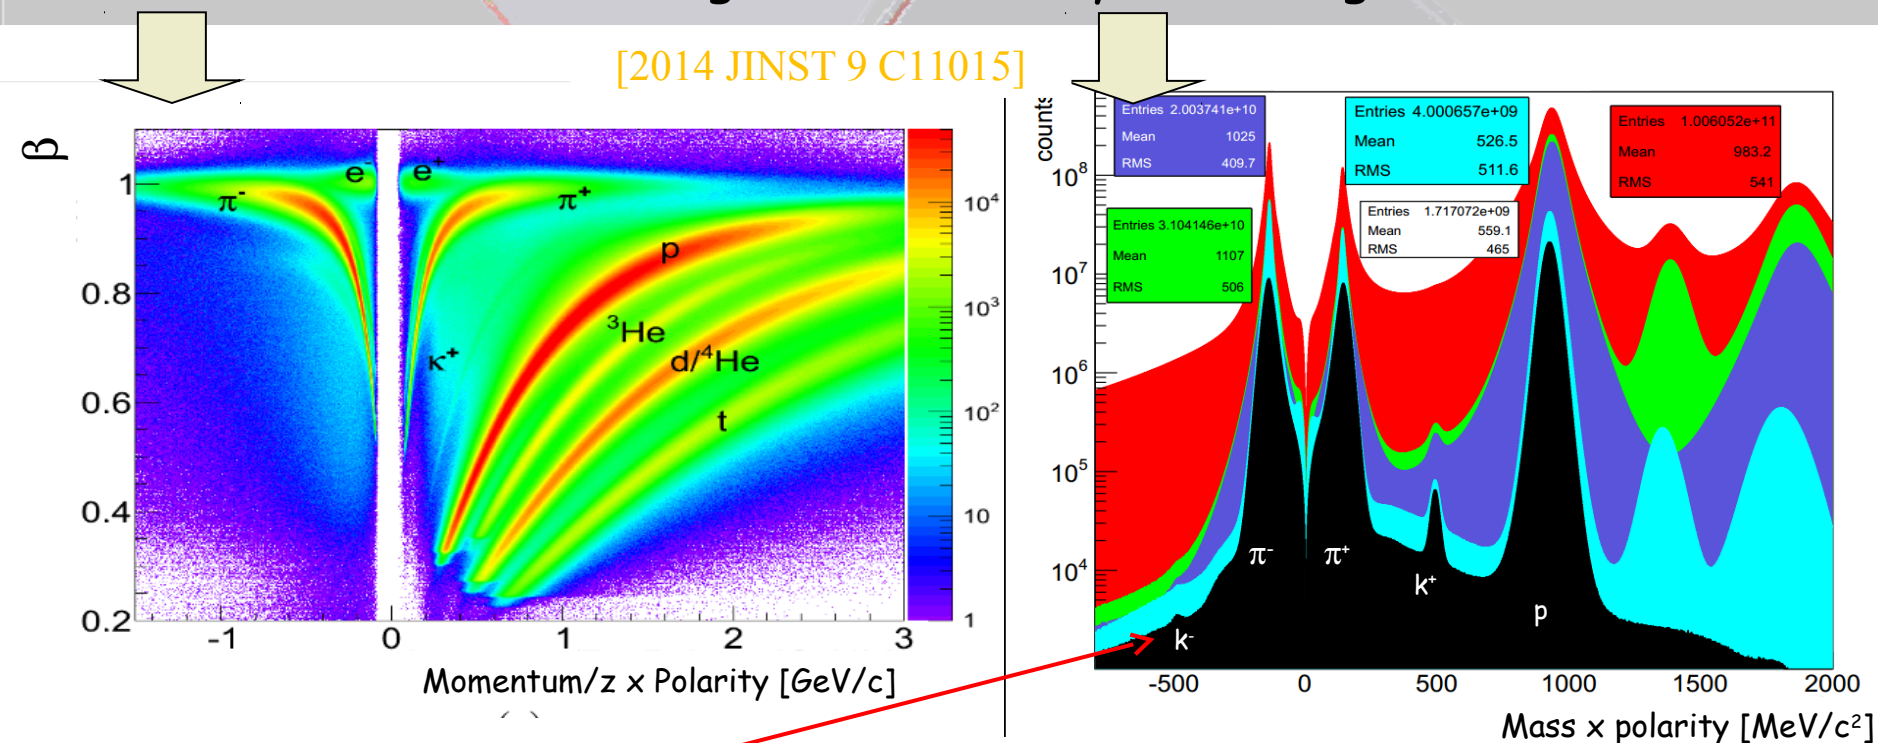 [2014 JINST 9 C11015]
β
1
0.8
0.6
0.4
0.2
e-
e+
π-
π+
p
κ+
³He
d/⁴He
t
-1
0
1
2
3
Momentum/z x Polarity [GeV/c]
10⁴
10³
10²
10
1
counts
10⁸
10⁷
10⁶
10⁵
10⁴
Entries 2.003741e+10
Mean 1025
RMS 409.7
Entries 4.000657e+09
Mean 526.5
RMS 511.6
Entries 1.006052e+11
Mean 983.2
RMS 541
Entries 3.104146e+10
Mean 1107
RMS 506
Entries 1.717072e+09
Mean 559.1
RMS 465
π-
π+
k+
p
k-
-500
0
500
1000
1500
2000
Mass x polarity [MeV/c²]